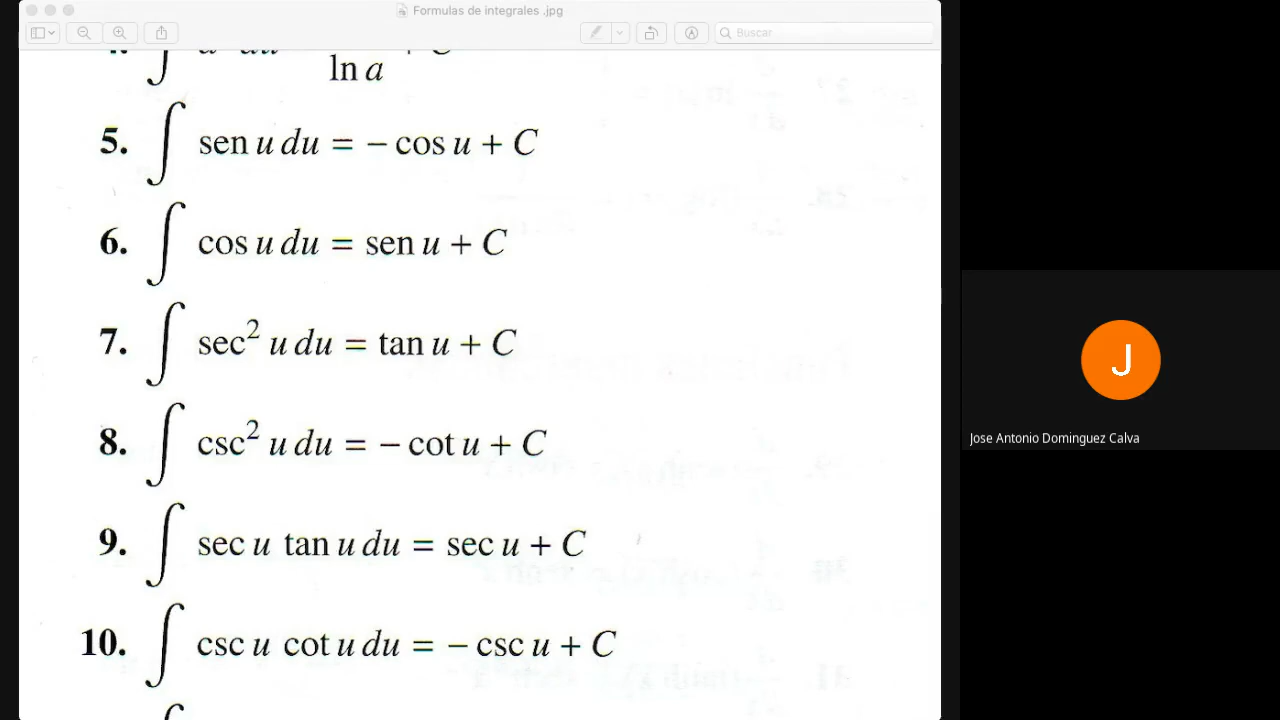 Formulas de integrales .jpg
Buscar
ln a
5. ∫ sen u du = − cos u + C
6. ∫ cos u du = sen u + C
7. ∫ sec² u du = tan u + C
8. ∫ csc² u du = − cot u + C
9. ∫ sec u tan u du = sec u + C
10. ∫ csc u cot u du = − csc u + C
J
Jose Antonio Dominguez Calva